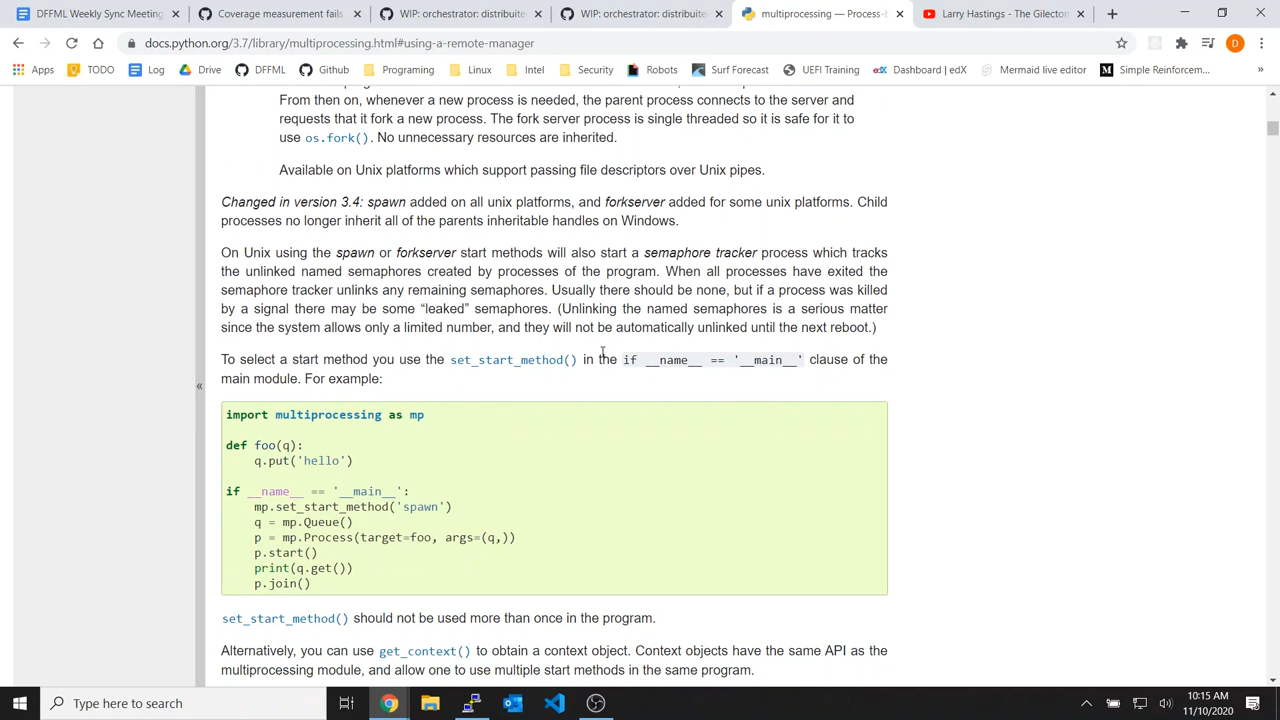 DFFML Weekly Sync Meeting
Coverage measurement fails
WIP: orchestrator: distribute
WIP: orchestrator: distribute
multiprocessing — Process-b
Larry Hastings - The Gilecton
docs.python.org/3.7/library/multiprocessing.html#using-a-remote-manager
D
Apps TODO Log Drive DFFML Github Programing Linux Intel Security Robots Surf Forecast UEFI Training Dashboard | edX Mermaid live editor Simple Reinforcem...
From then on, whenever a new process is needed, the parent process connects to the server and
requests that it fork a new process. The fork server process is single threaded so it is safe for it to
use os.fork(). No unnecessary resources are inherited.
Available on Unix platforms which support passing file descriptors over Unix pipes.
Changed in version 3.4: spawn added on all unix platforms, and forkserver added for some unix platforms. Child
processes no longer inherit all of the parents inheritable handles on Windows.
On Unix using the spawn or forkserver start methods will also start a semaphore tracker process which tracks
the unlinked named semaphores created by processes of the program. When all processes have exited the
semaphore tracker unlinks any remaining semaphores. Usually there should be none, but if a process was killed
by a signal there may be some “leaked” semaphores. (Unlinking the named semaphores is a serious matter
since the system allows only a limited number, and they will not be automatically unlinked until the next reboot.)
To select a start method you use the set_start_method() in the if __name__ == '__main__' clause of the
main module. For example:
«
import multiprocessing as mp
def foo(q):
q.put('hello')
if __name__ == '__main__':
mp.set_start_method('spawn')
q = mp.Queue()
p = mp.Process(target=foo, args=(q,))
p.start()
print(q.get())
p.join()
set_start_method() should not be used more than once in the program.
Alternatively, you can use get_context() to obtain a context object. Context objects have the same API as the
multiprocessing module, and allow one to use multiple start methods in the same program.
Type here to search
10:15 AM
11/10/2020